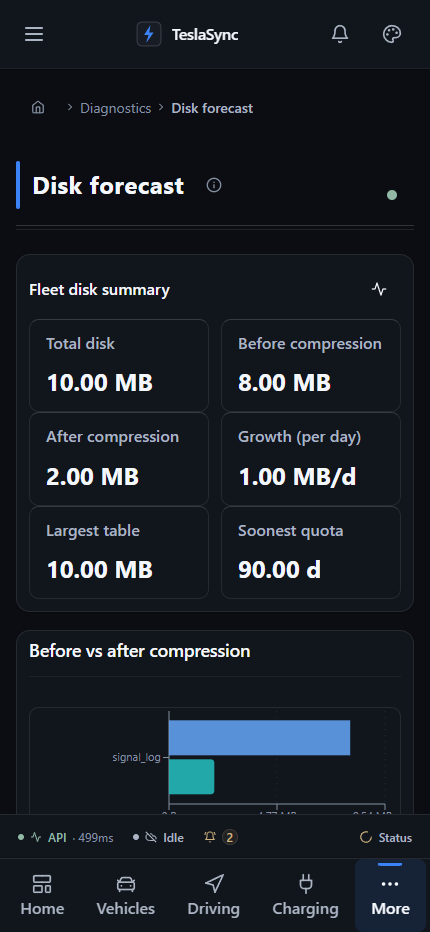 TeslaSync
Diagnostics
Disk forecast
Disk forecast
Fleet disk summary
Total disk
Before compression
10.00 MB
8.00 MB
After compression
Growth (per day)
2.00 MB
1.00 MB/d
Largest table
Soonest quota
10.00 MB
90.00 d
Before vs after compression
signal_log
API · 499ms
Idle
2
Status
Home
Vehicles
Driving
Charging
More